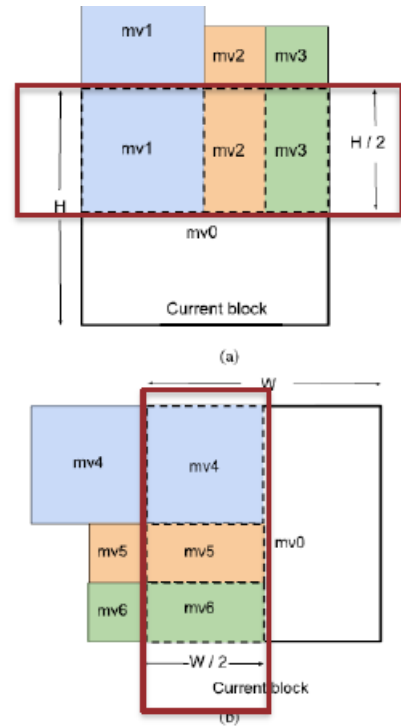 mv1
mv2 mv3
mv1 mv2 mv3 H / 2
H
mv0
Current block
(a)
W
mv4 mv4
mv0
mv5 mv5
mv6 mv6
W / 2
Current block
(b)